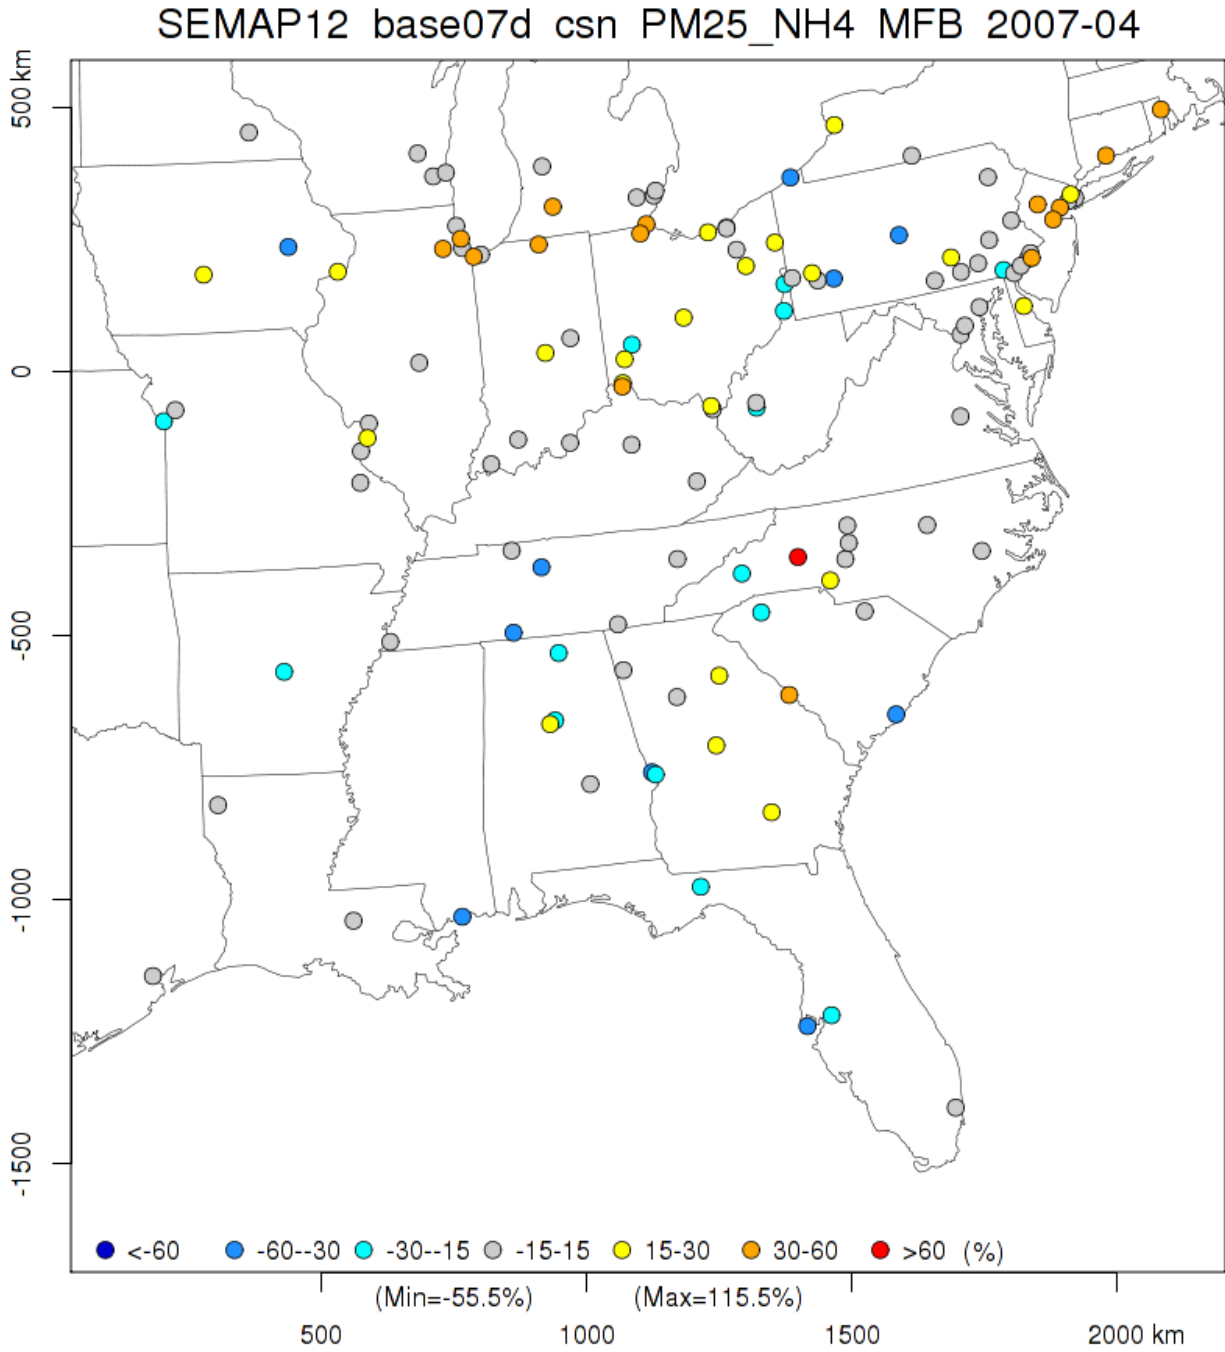 SEMAP12 base07d csn PM25_NH4 MFB 2007-04
500 km
0
-500
-1000
-1500
<-60 -60--30 -30--15 -15-15 15-30 30-60 >60 (%)
(Min=-55.5%) (Max=115.5%)
500 1000 1500 2000 km